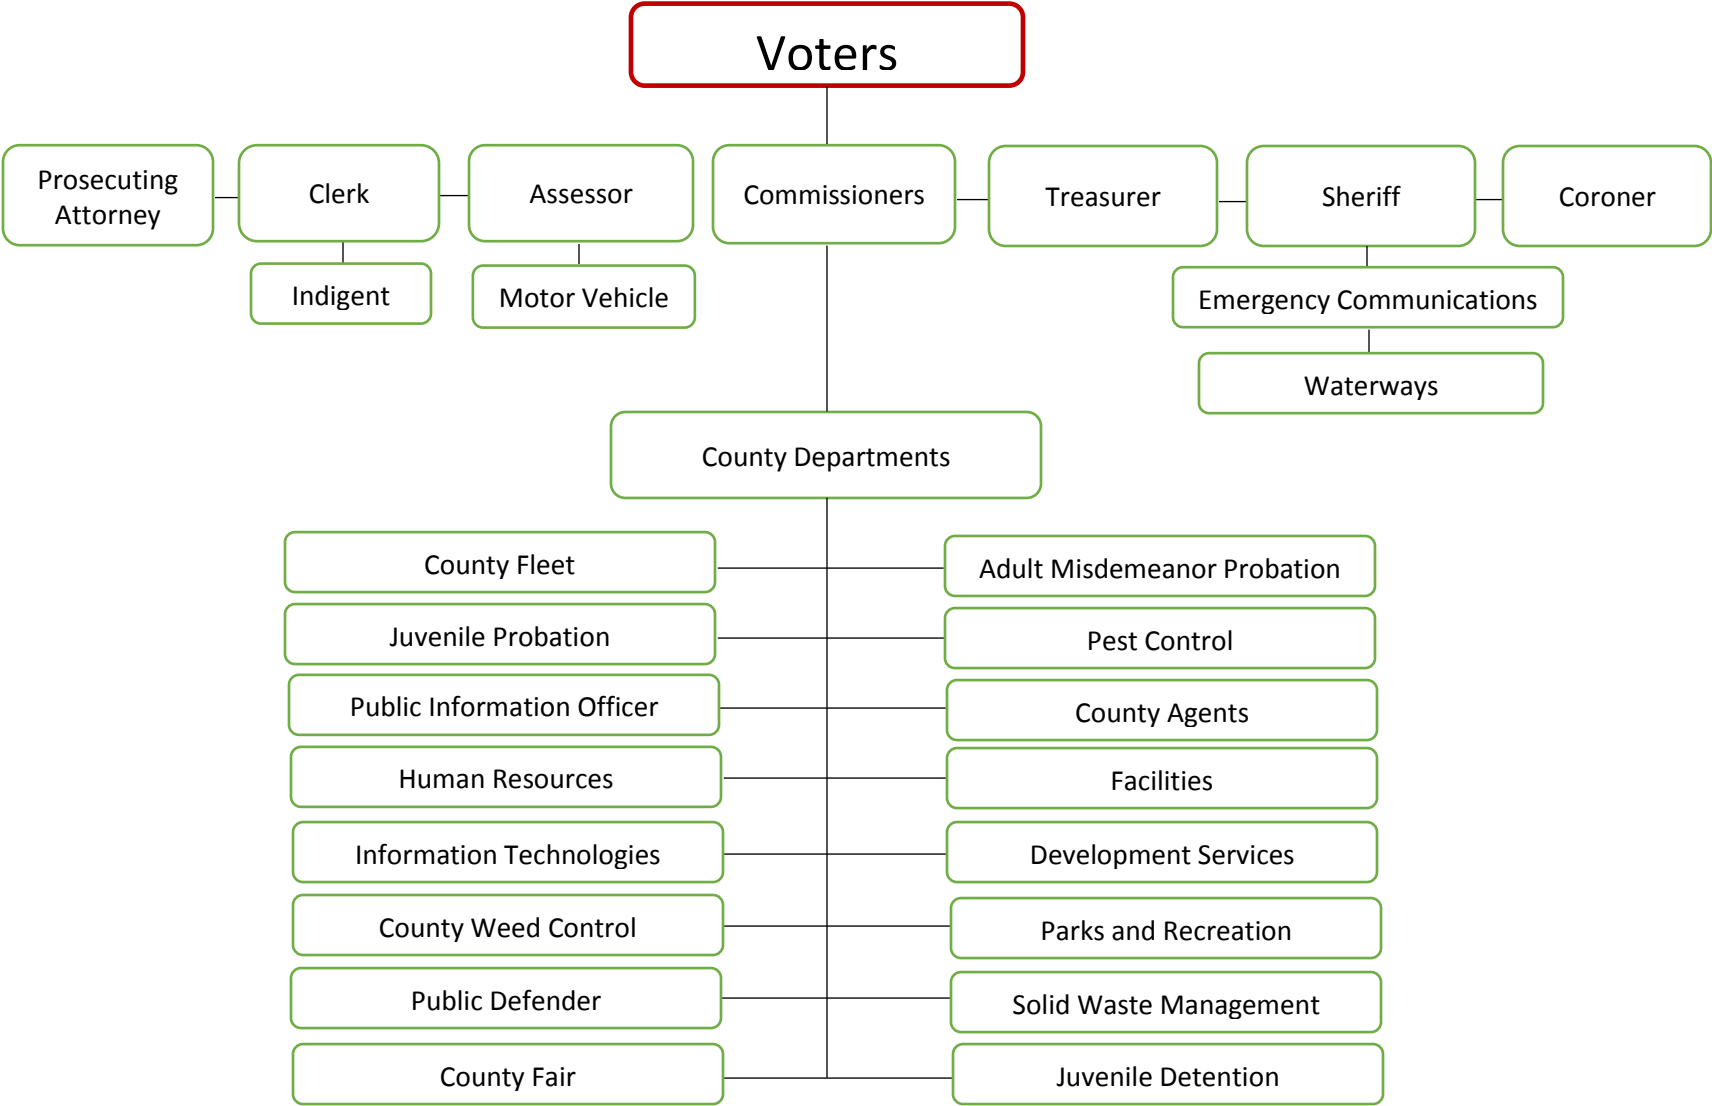 Voters
Prosecuting
Attorney
Clerk
Assessor
Commissioners
Treasurer
Sheriff
Coroner
Indigent
Motor Vehicle
Emergency Communications
Waterways
County Departments
County Fleet
Adult Misdemeanor Probation
Juvenile Probation
Pest Control
Public Information Officer
County Agents
Human Resources
Facilities
Information Technologies
Development Services
County Weed Control
Parks and Recreation
Public Defender
Solid Waste Management
County Fair
Juvenile Detention